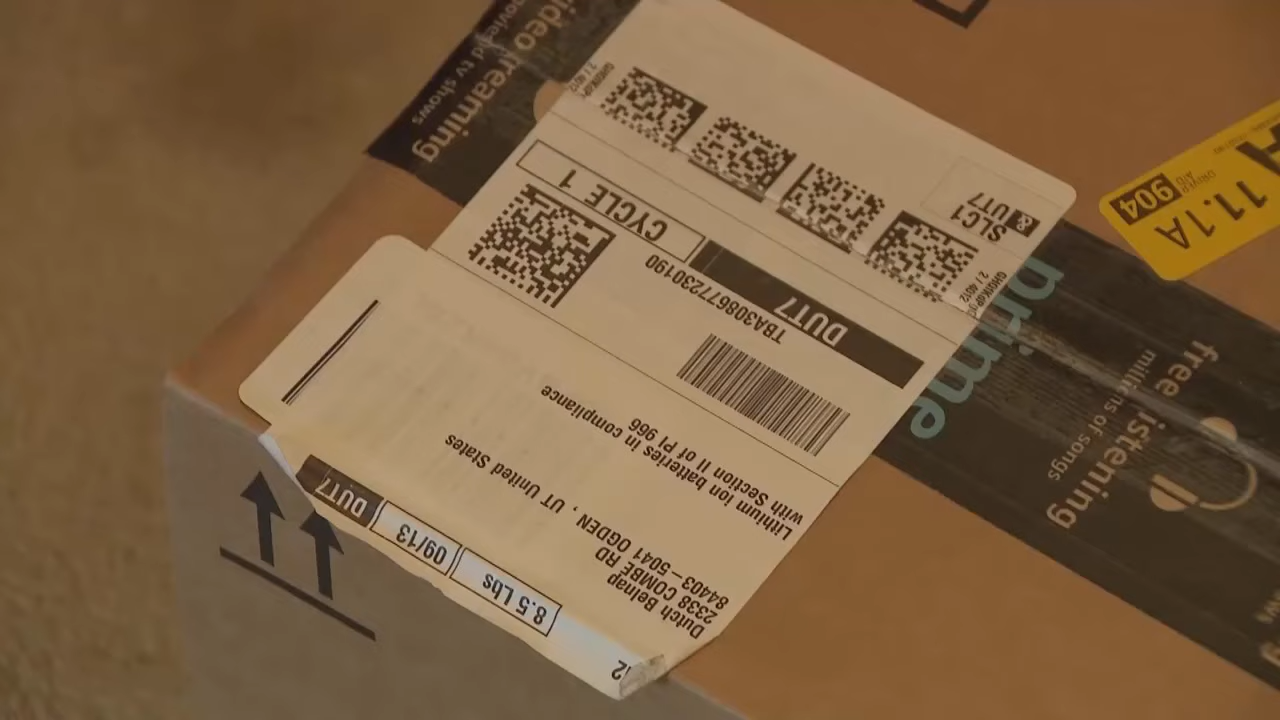 8.5 Lbs
09/13
DUT7
Dutch Belnap
2338 COMBE RD
84403-5041 OGDEN , UT United States
Lithium ion batteries in compliance
with Section II of PI 966
TBA308677230190
DUT7
CYCLE 1
SLC1
UT7
prime
free listening
millions of songs
video streaming
movies tv shows
11.1A
904
DRIVER
AID